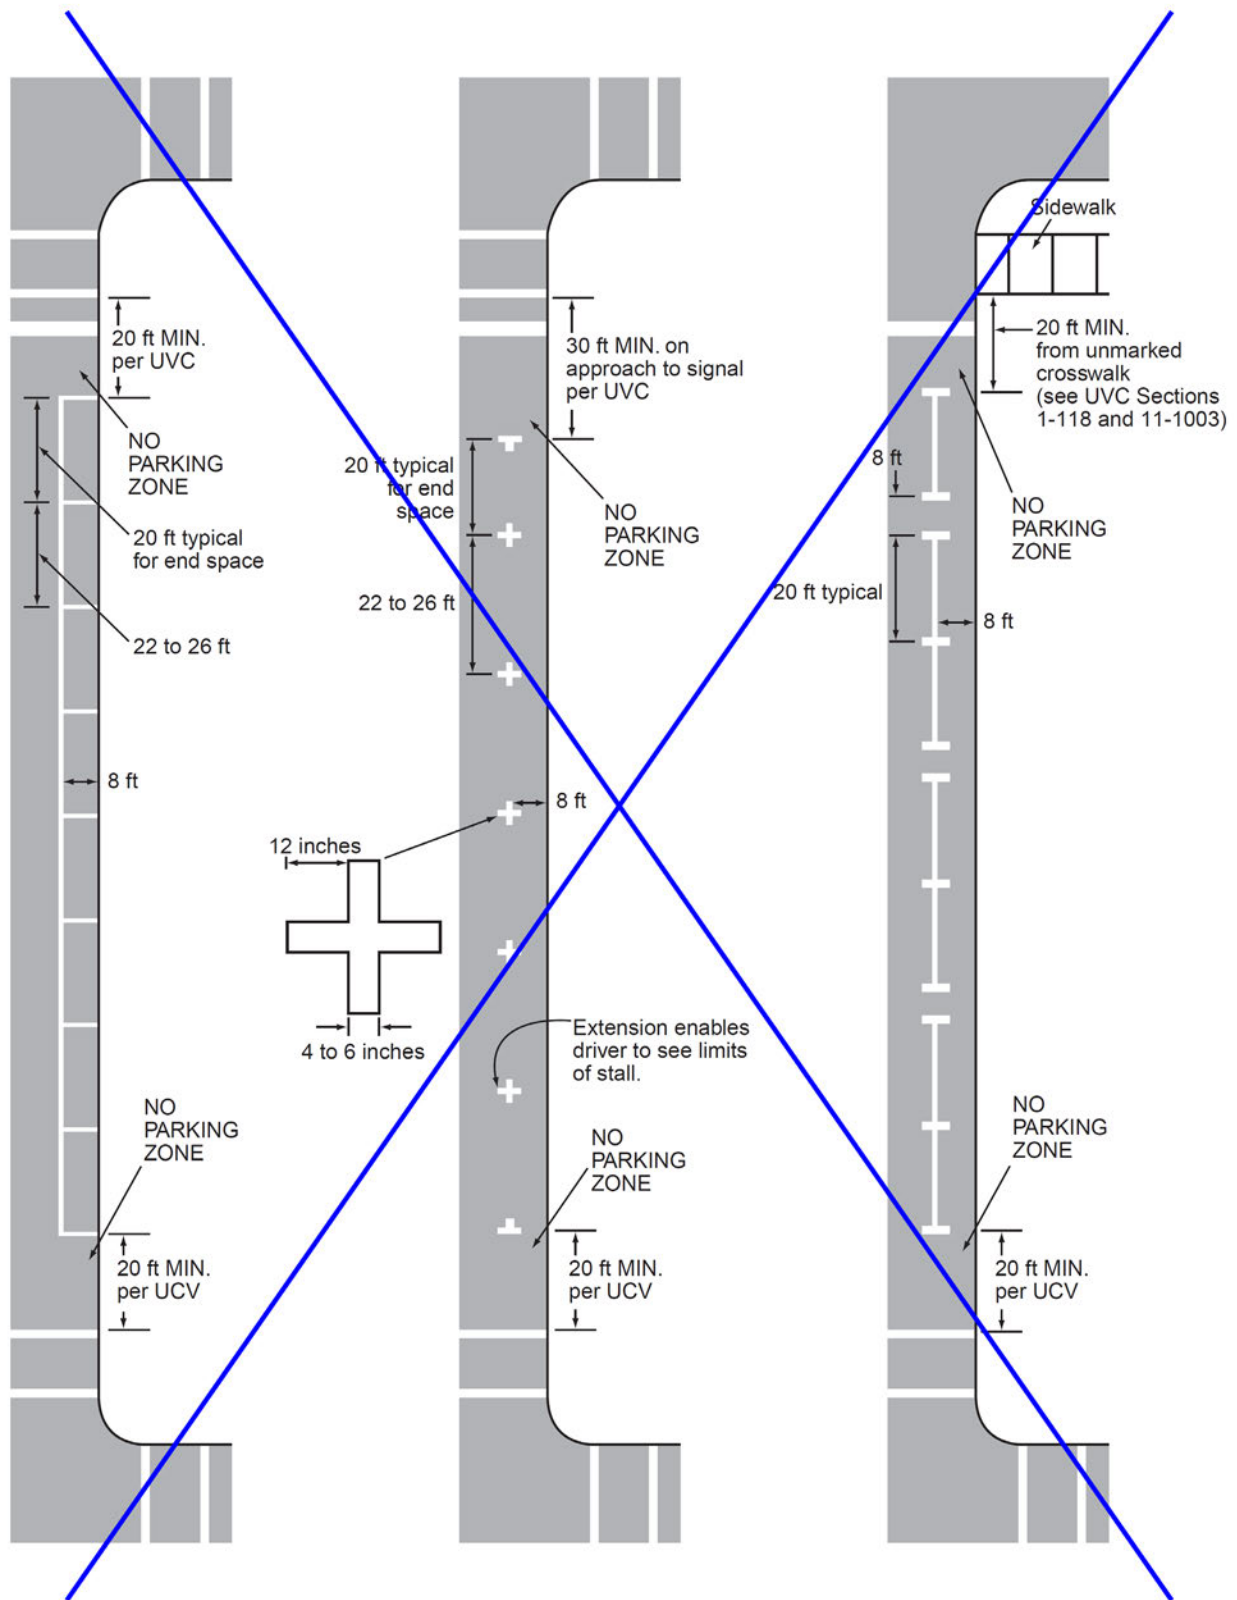 20 ft MIN.
per UVC
NO
PARKING
ZONE
20 ft typical
for end space
22 to 26 ft
8 ft
NO
PARKING
ZONE
20 ft MIN.
per UCV
30 ft MIN. on
approach to signal
per UVC
20 ft typical
for end
space
NO
PARKING
ZONE
22 to 26 ft
8 ft
12 inches
4 to 6 inches
Extension enables
driver to see limits
of stall.
NO
PARKING
ZONE
20 ft MIN.
per UCV
Sidewalk
20 ft MIN.
from unmarked
crosswalk
(see UVC Sections
1-118 and 11-1003)
8 ft
NO
PARKING
ZONE
20 ft typical
8 ft
NO
PARKING
ZONE
20 ft MIN.
per UCV